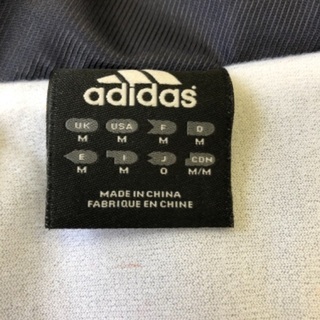 adidas
UK USA F D
M M M M
E I J CDN
M M O M/M
MADE IN CHINA
FABRIQUE EN CHINE